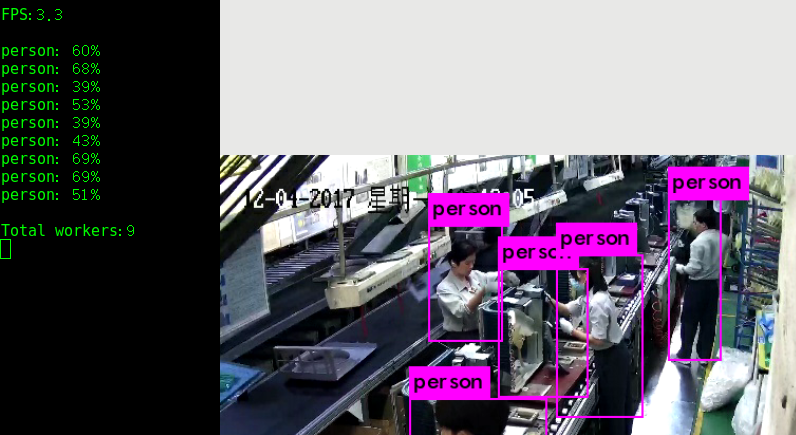 FPS:3.3
person: 60%
person: 68%
person: 39%
person: 53%
person: 39%
person: 43%
person: 69%
person: 69%
person: 51%
Total workers:9
12-04-2017 星期一
person
person
person
person
person